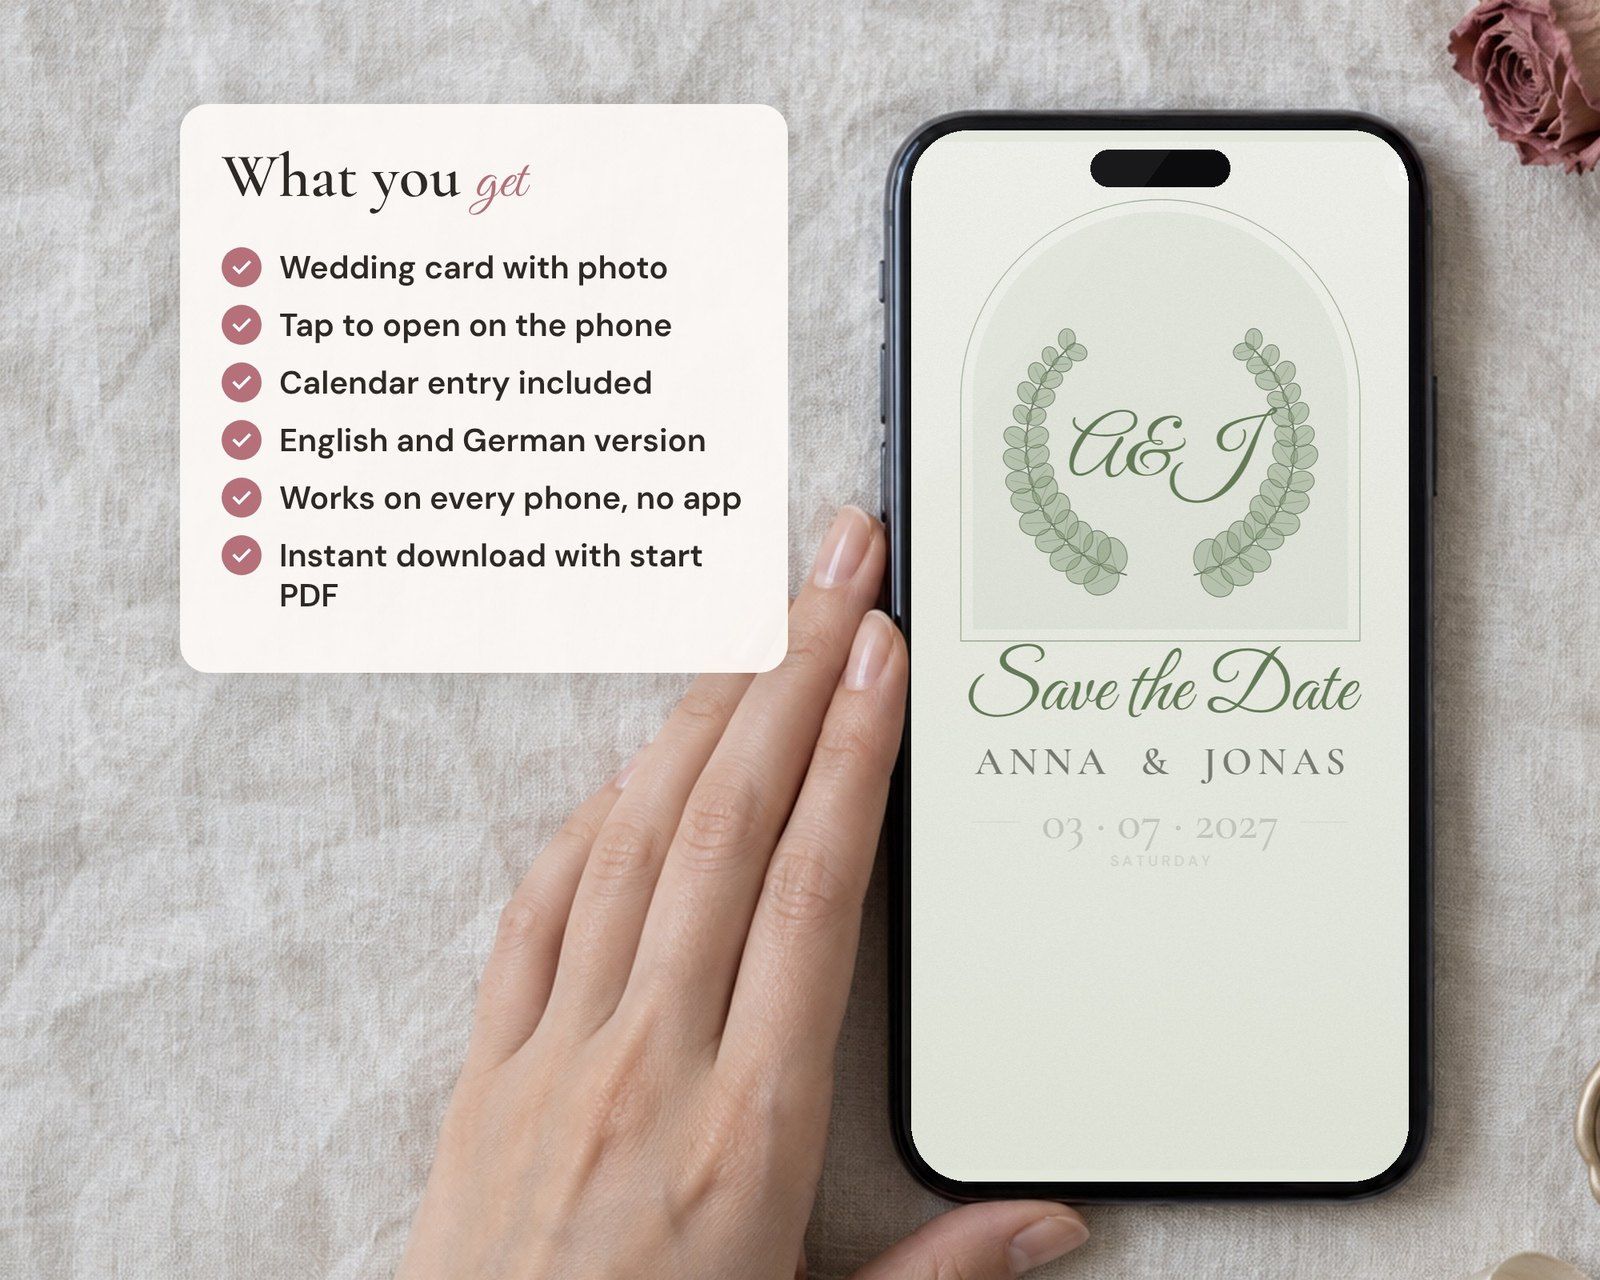 What you get
Wedding card with photo
Tap to open on the phone
Calendar entry included
English and German version
Works on every phone, no app
Instant download with start
PDF
A & J
Save the Date
ANNA & JONAS
03 · 07 · 2027
SATURDAY